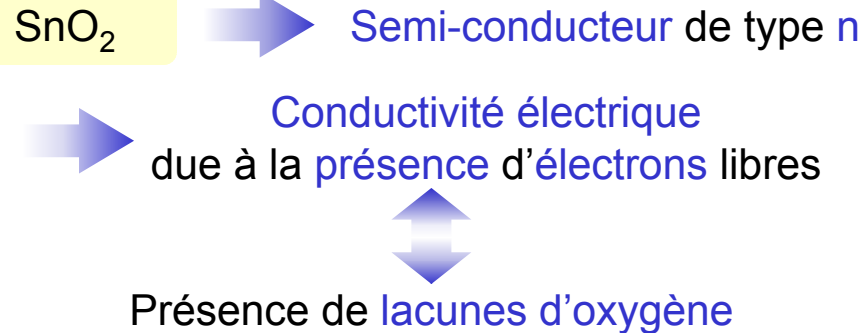 SnO₂ Semi-conducteur de type n
Conductivité électrique
due à la présence d'électrons libres
Présence de lacunes d'oxygène